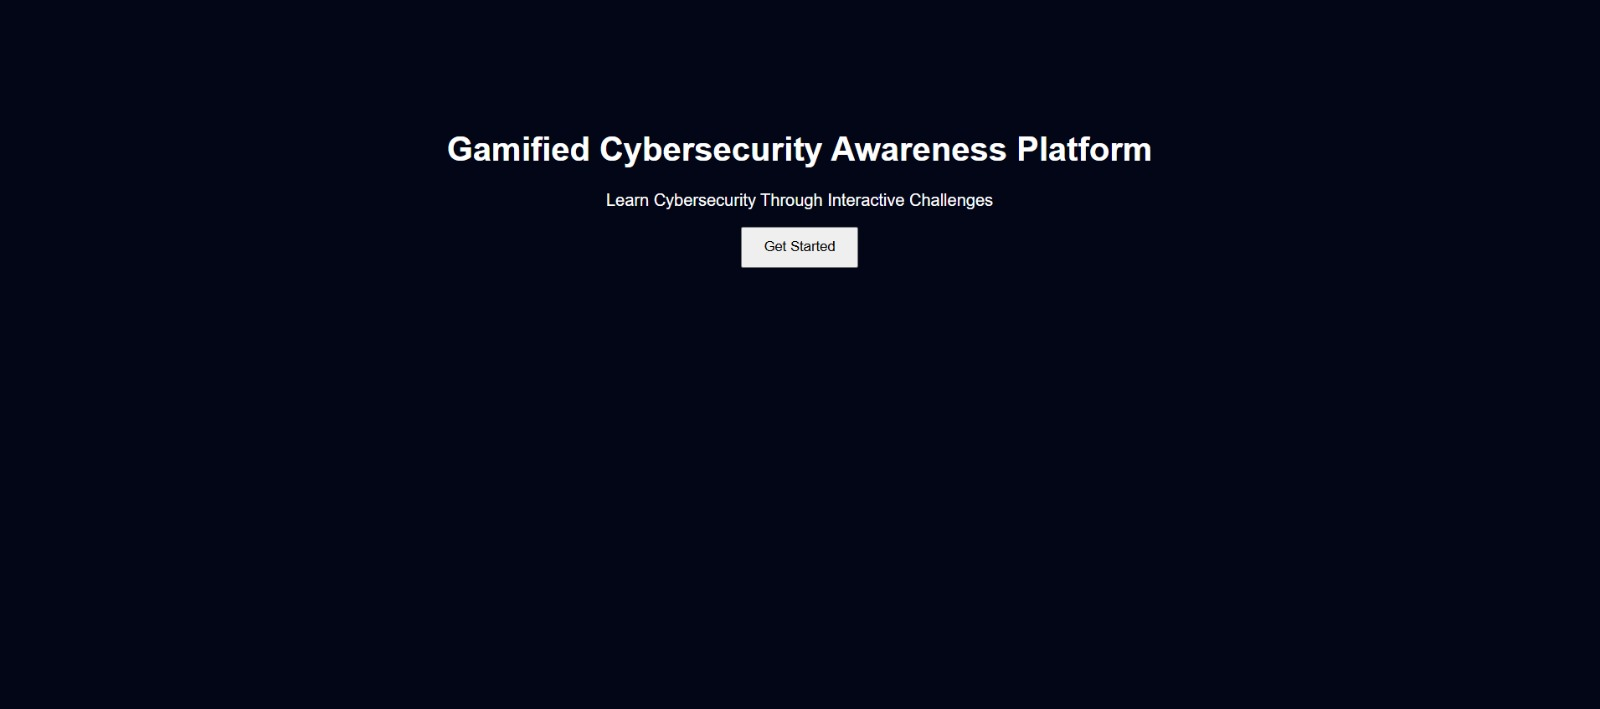 Gamified Cybersecurity Awareness Platform
Learn Cybersecurity Through Interactive Challenges
Get Started